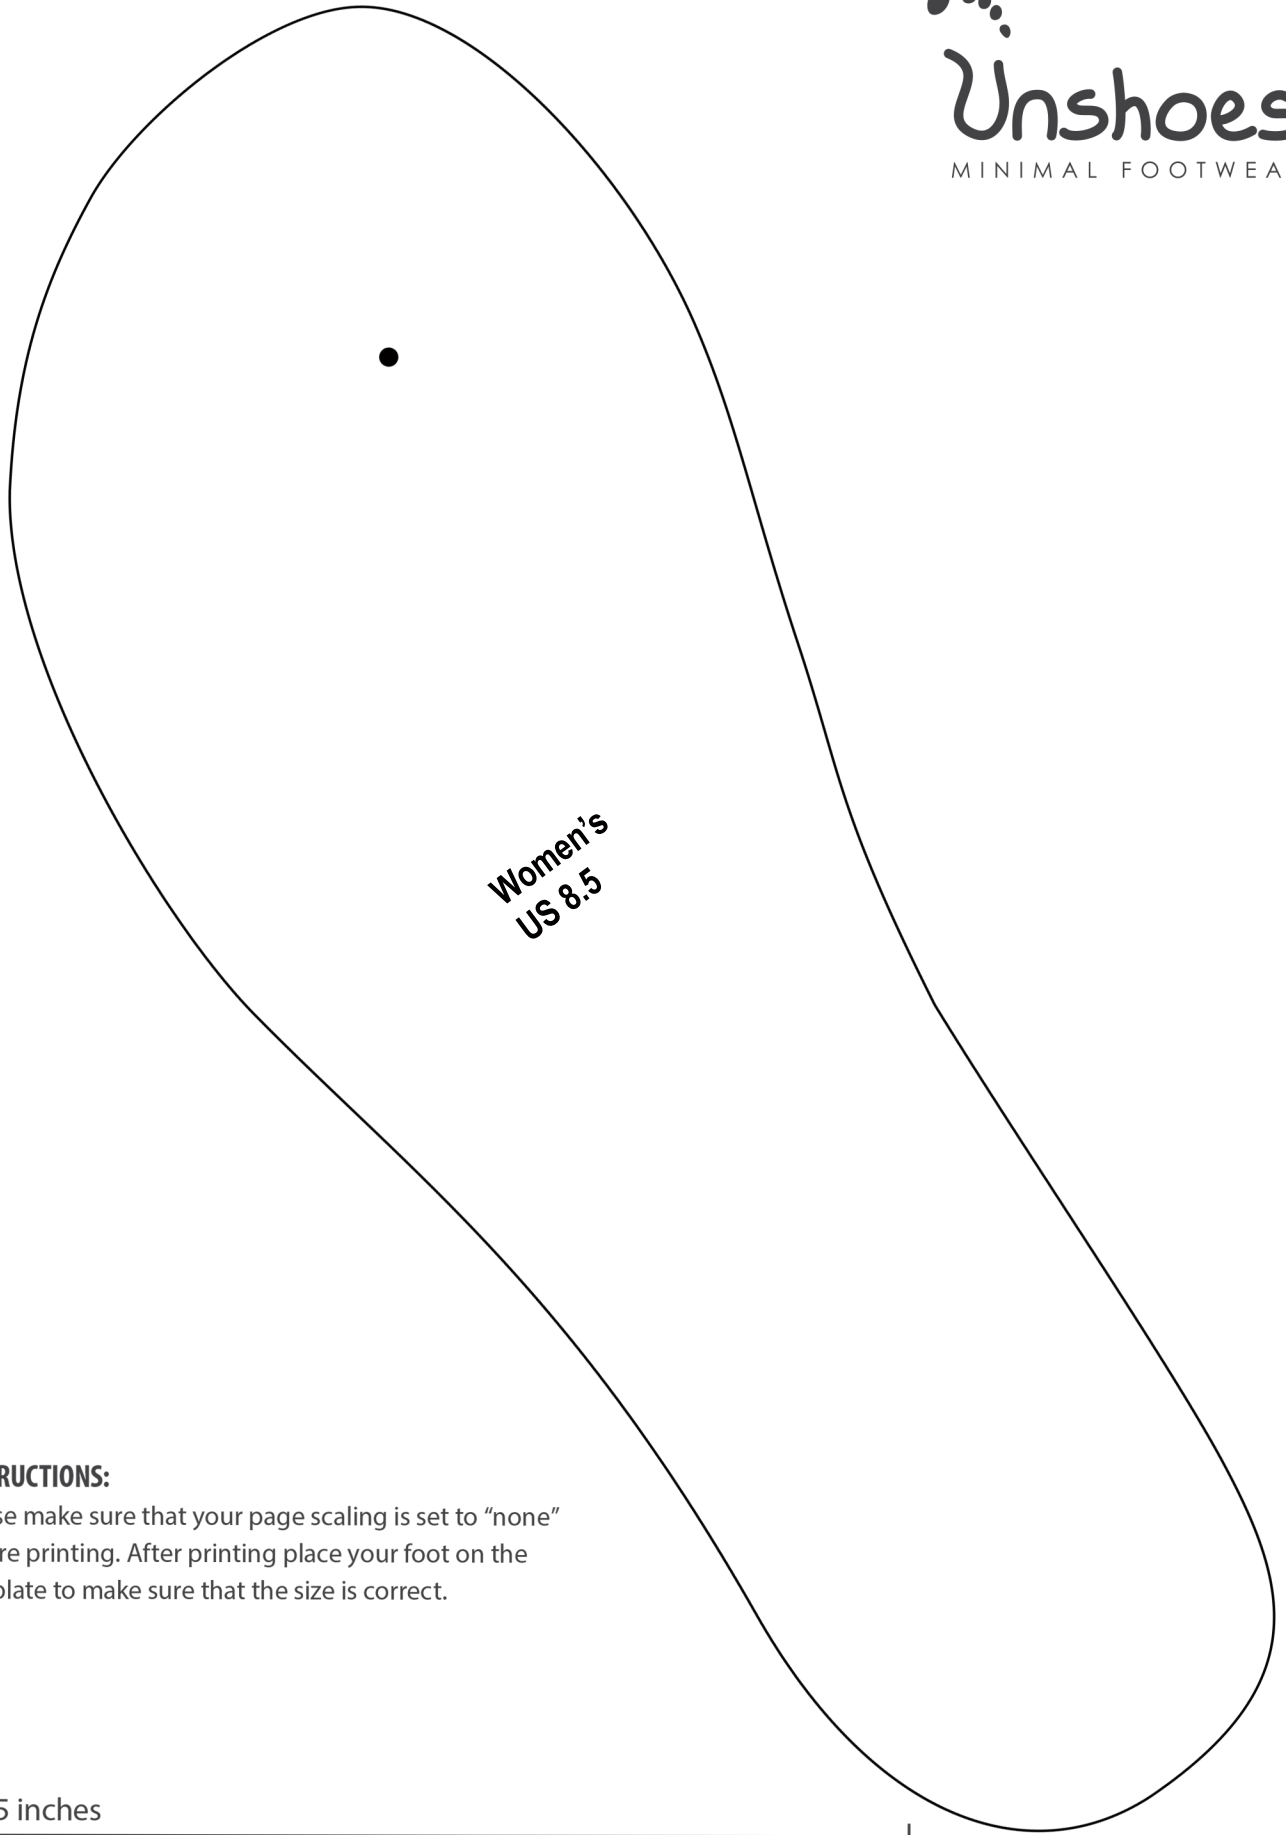 Unshoes
MINIMAL FOOTWEA
Women’s
US 8.5
RUCTIONS:
se make sure that your page scaling is set to “none”
re printing. After printing place your foot on the
plate to make sure that the size is correct.
5 inches